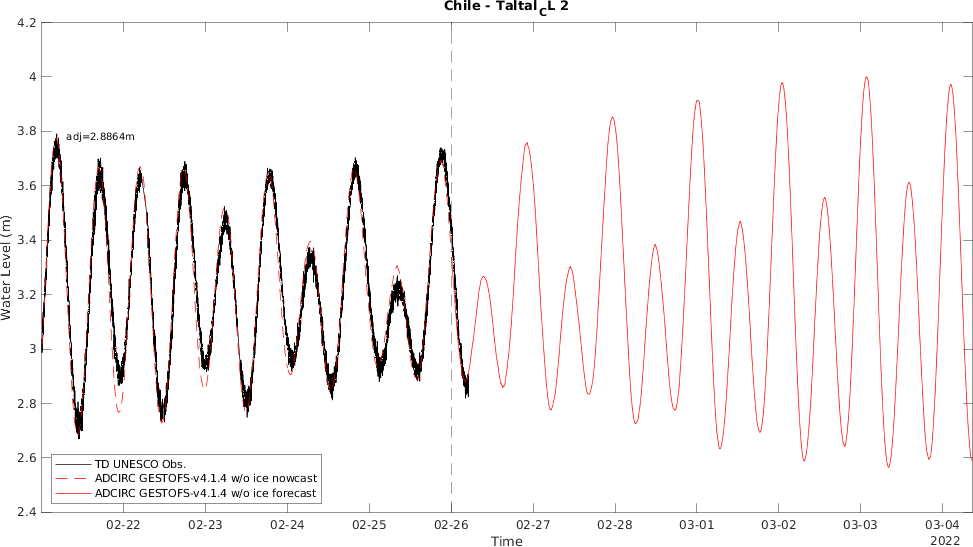 Chile - Taltal_CL 2
4.2
4
3.8
3.6
3.4
3.2
3
2.8
2.6
2.4
Water Level (m)
adj=2.8864m
TD UNESCO Obs.
ADCIRC GESTOFS-v4.1.4 w/o ice nowcast
ADCIRC GESTOFS-v4.1.4 w/o ice forecast
02-22 02-23 02-24 02-25 02-26 02-27 02-28 03-01 03-02 03-03 03-04
2022
Time